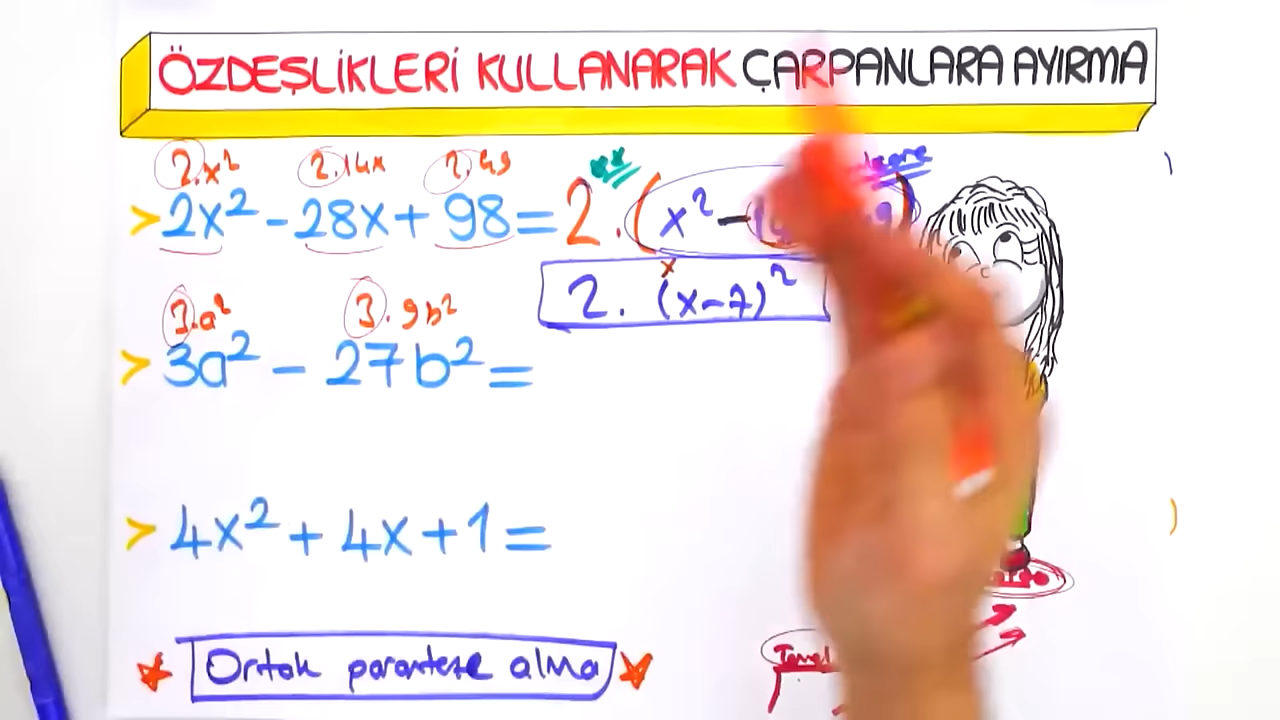 ÖZDEŞLİKLERİ KULLANARAK ÇARPANLARA AYIRMA
2.x² 2.14x 2.49
> 2x² - 28x + 98 = 2.(x² -
2. (x-7)²
3.a² 3.9b²
> 3a² - 27b² =
> 4x² + 4x + 1 =
Ortak paranteze alma